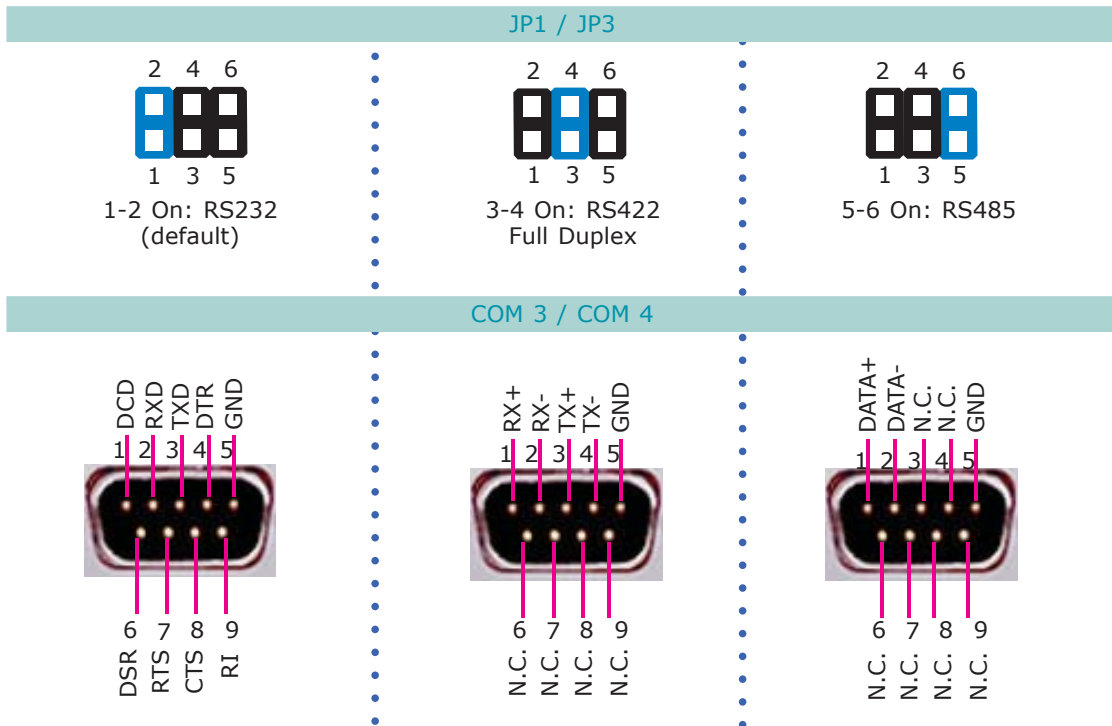 JP1 / JP3
2 4 6
1 3 5
1-2 On: RS232
(default)
2 4 6
1 3 5
3-4 On: RS422
Full Duplex
2 4 6
1 3 5
5-6 On: RS485
COM 3 / COM 4
DCD RXD TXD DTR GND
1 2 3 4 5
6 7 8 9
DSR RTS CTS RI
RX+ RX- TX+ TX- GND
1 2 3 4 5
6 7 8 9
N.C. N.C. N.C. N.C.
DATA+ DATA- N.C. N.C. GND
1 2 3 4 5
6 7 8 9
N.C. N.C. N.C. N.C.